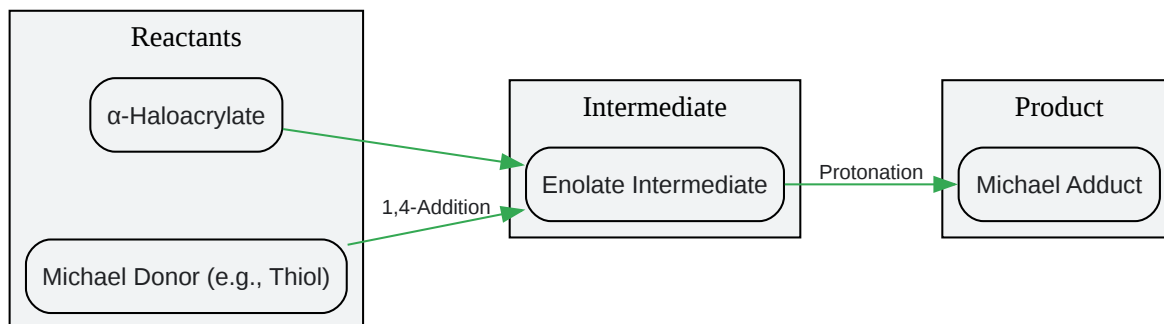 Reactants
α-Haloacrylate
Michael Donor (e.g., Thiol)
1,4-Addition
Intermediate
Enolate Intermediate
Protonation
Product
Michael Adduct